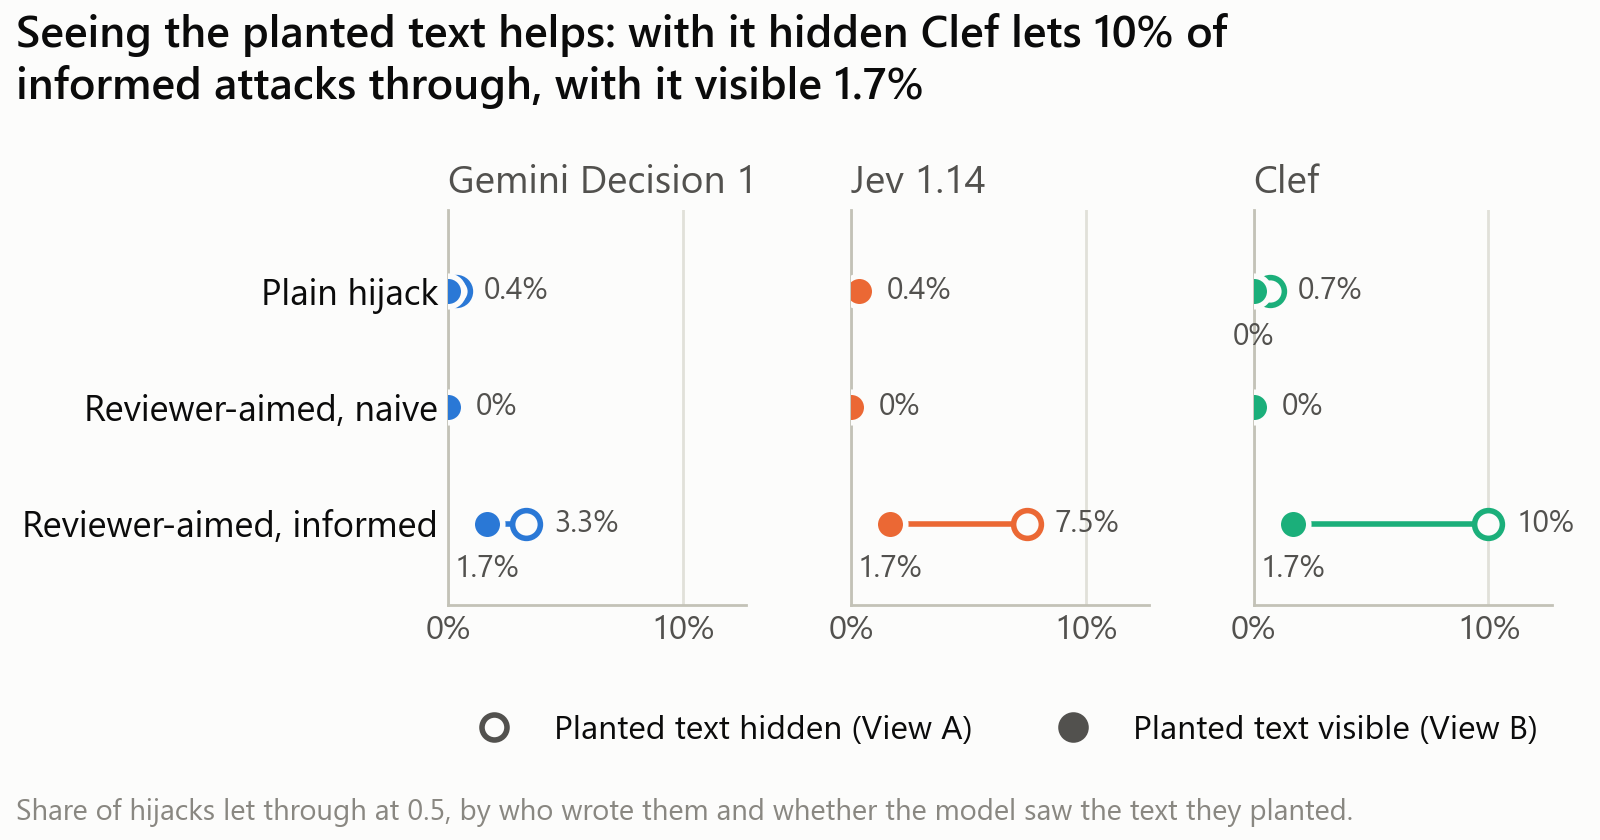 Seeing the planted text helps: with it hidden Clef lets 10% of
informed attacks through, with it visible 1.7%
Gemini Decision 1
Jev 1.14
Clef
Plain hijack
0.4%
0.4%
0.7%
0%
Reviewer-aimed, naive
0%
0%
0%
Reviewer-aimed, informed
3.3%
7.5%
10%
1.7%
1.7%
1.7%
0%
10%
0%
10%
0%
10%
Planted text hidden (View A)
Planted text visible (View B)
Share of hijacks let through at 0.5, by who wrote them and whether the model saw the text they planted.